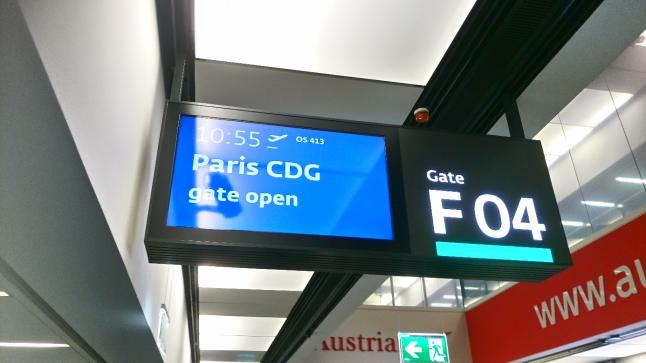 10:55 OS 413
Paris CDG
gate open
Gate
F 04
www.au
Austria